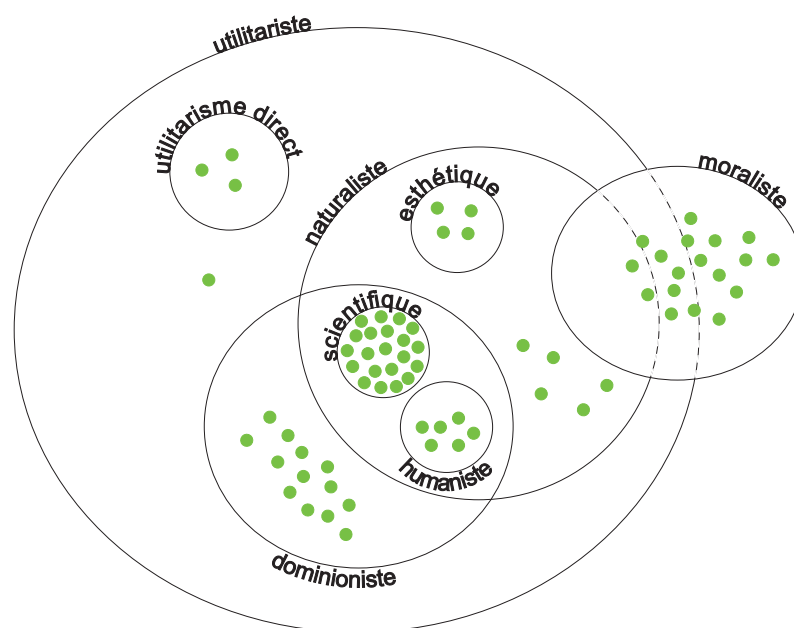 utilitariste
utilitarisme direct
naturaliste
esthétique
moraliste
scientifique
humaniste
dominioniste